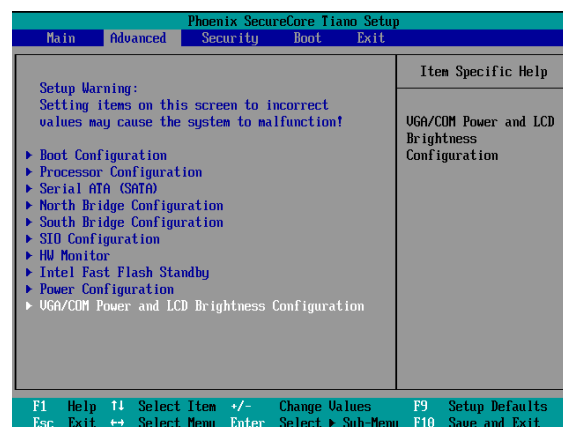 Phoenix SecureCore Tiano Setup
Main Advanced Security Boot Exit
Item Specific Help
Setup Warning:
Setting items on this screen to incorrect
values may cause the system to malfunction!
VGA/COM Power and LCD
Brightness
Configuration
▶ Boot Configuration
▶ Processor Configuration
▶ Serial ATA (SATA)
▶ North Bridge Configuration
▶ South Bridge Configuration
▶ SIO Configuration
▶ HW Monitor
▶ Intel Fast Flash Standby
▶ Power Configuration
▶ VGA/COM Power and LCD Brightness Configuration
F1 Help ↑↓ Select Item +/- Change Values F9 Setup Defaults
Esc Exit ↔ Select Menu Enter Select ▶ Sub-Menu F10 Save and Exit